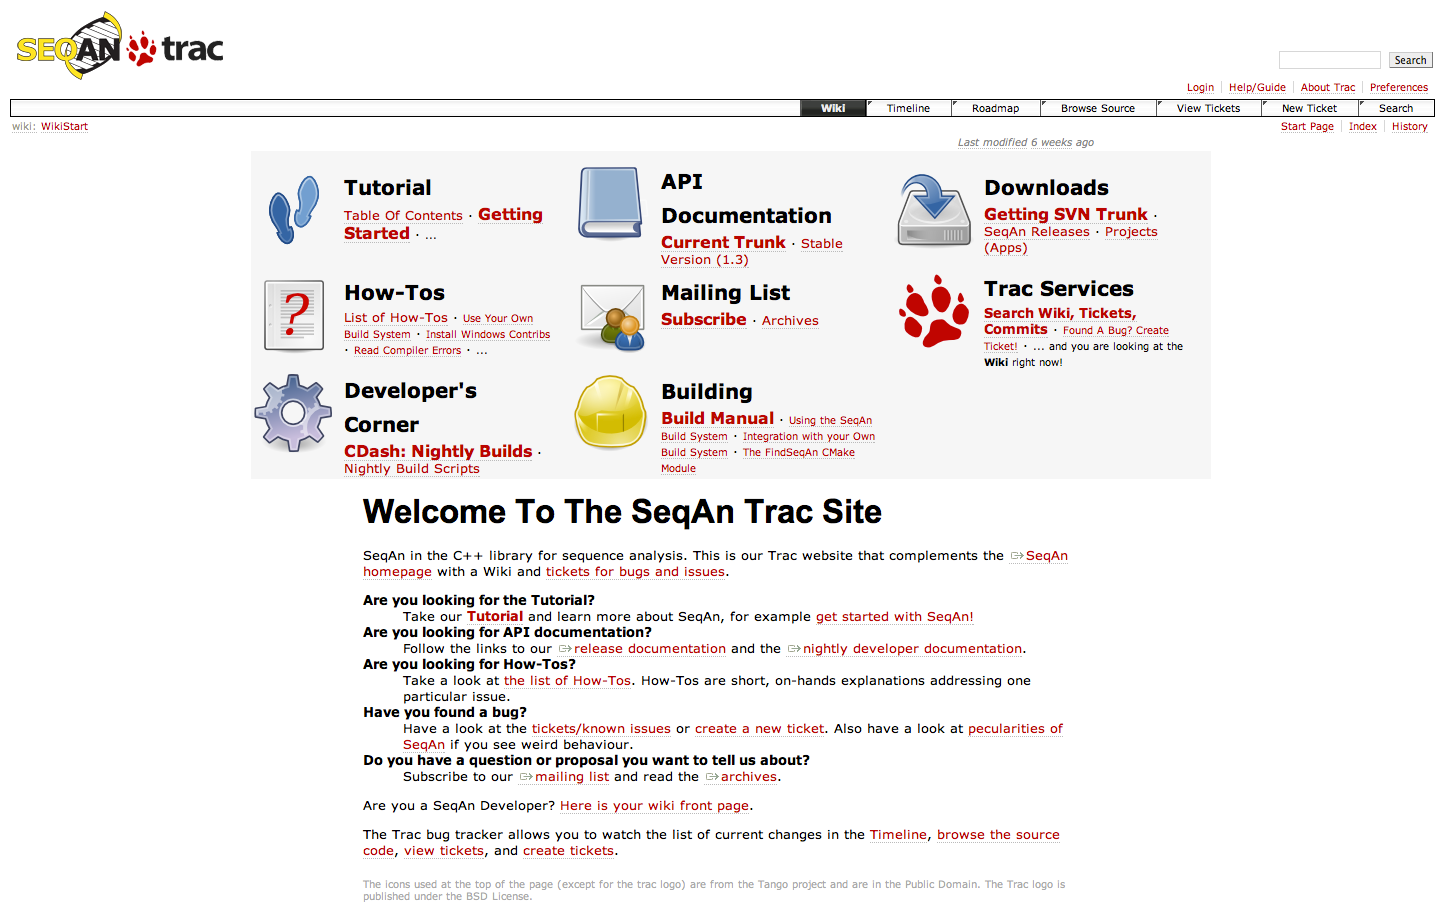 SEQAN trac
Search
Login Help/Guide About Trac Preferences
Wiki Timeline Roadmap Browse Source View Tickets New Ticket Search
wiki: WikiStart
Start Page Index History
Last modified 6 weeks ago
Tutorial
Table Of Contents · Getting
Started · ...
API
Documentation
Current Trunk · Stable
Version (1.3)
Downloads
Getting SVN Trunk ·
SeqAn Releases · Projects
(Apps)
?
How-Tos
List of How-Tos · Use Your Own
Build System · Install Windows Contribs
· Read Compiler Errors · ...
Mailing List
Subscribe · Archives
Trac Services
Search Wiki, Tickets,
Commits · Found A Bug? Create
Ticket! · ... and you are looking at the
Wiki right now!
Developer's
Corner
CDash: Nightly Builds ·
Nightly Build Scripts
Building
Build Manual · Using the SeqAn
Build System · Integration with your Own
Build System · The FindSeqAn CMake
Module
Welcome To The SeqAn Trac Site
SeqAn in the C++ library for sequence analysis. This is our Trac website that complements the SeqAn
homepage with a Wiki and tickets for bugs and issues.
Are you looking for the Tutorial?
Take our Tutorial and learn more about SeqAn, for example get started with SeqAn!
Are you looking for API documentation?
Follow the links to our release documentation and the nightly developer documentation.
Are you looking for How-Tos?
Take a look at the list of How-Tos. How-Tos are short, on-hands explanations addressing one
particular issue.
Have you found a bug?
Have a look at the tickets/known issues or create a new ticket. Also have a look at pecularities of
SeqAn if you see weird behaviour.
Do you have a question or proposal you want to tell us about?
Subscribe to our mailing list and read the archives.
Are you a SeqAn Developer? Here is your wiki front page.
The Trac bug tracker allows you to watch the list of current changes in the Timeline, browse the source
code, view tickets, and create tickets.
The icons used at the top of the page (except for the trac logo) are from the Tango project and are in the Public Domain. The Trac logo is
published under the BSD License.